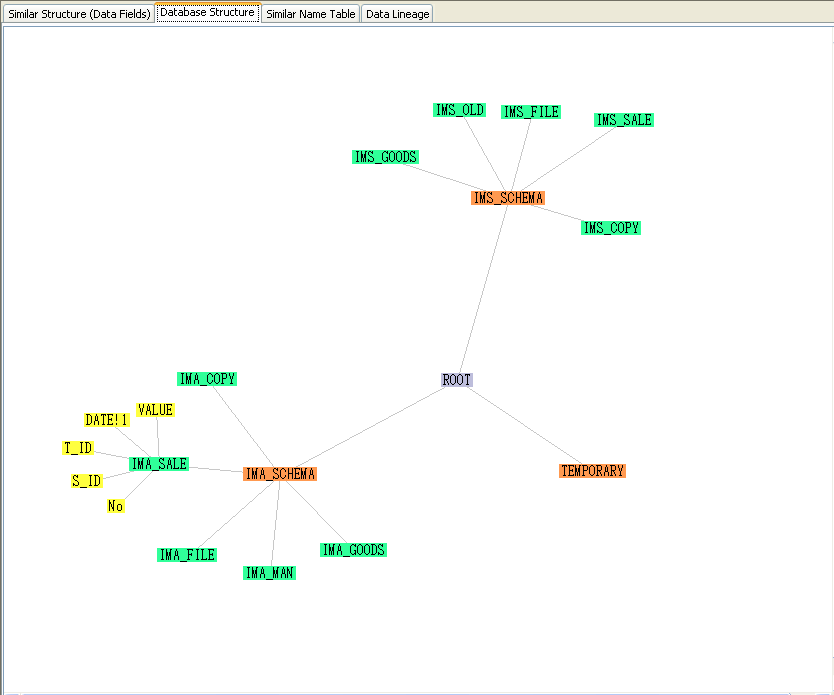 Similar Structure (Data Fields)
Database Structure
Similar Name Table
Data Lineage
IMS_OLD
IMS_FILE
IMS_SALE
IMS_GOODS
IMS_SCHEMA
IMS_COPY
ROOT
IMA_COPY
VALUE
DATE!1
T_ID
IMA_SALE
S_ID
No
IMA_SCHEMA
TEMPORARY
IMA_FILE
IMA_MAN
IMA_GOODS